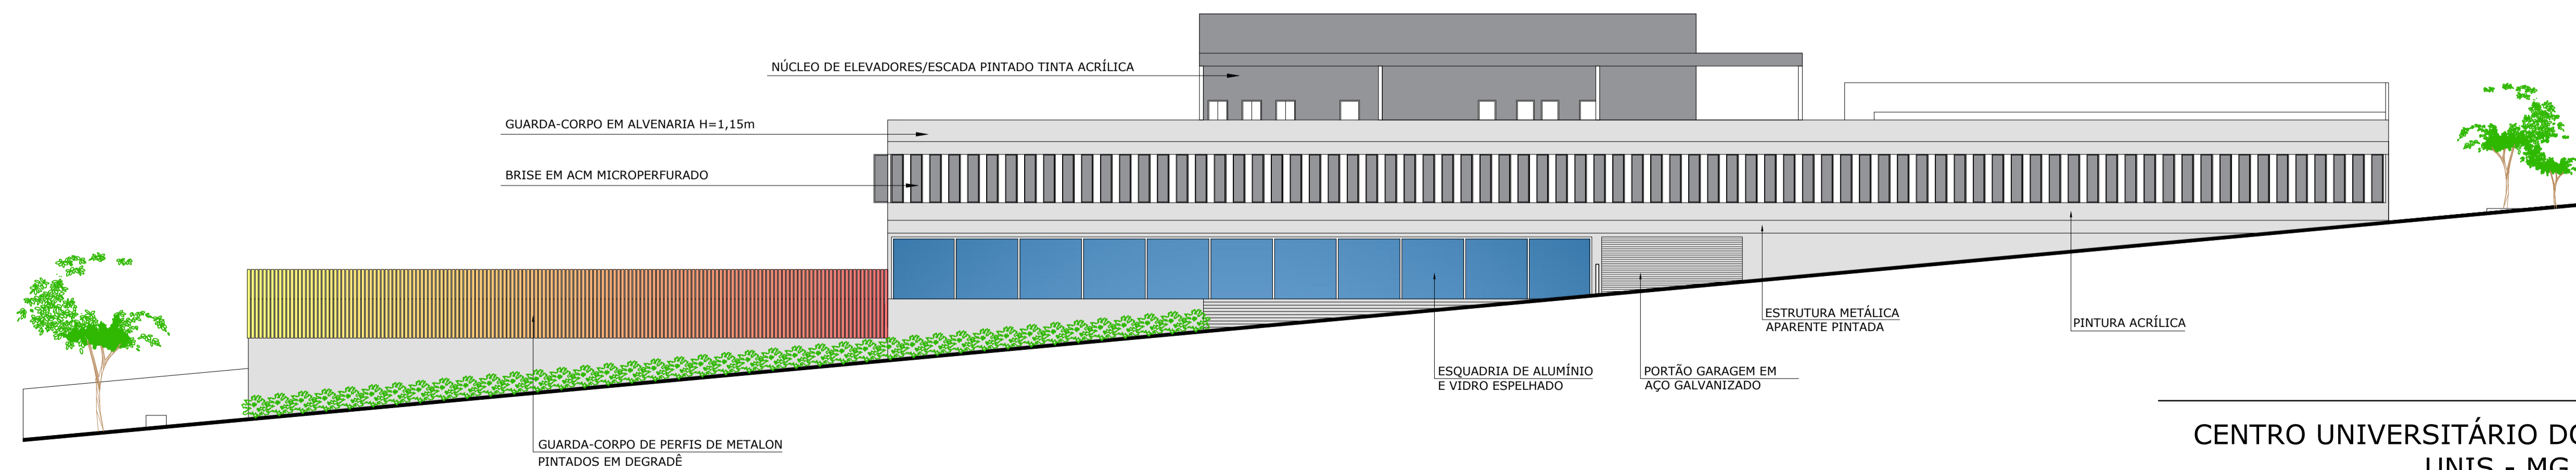 NÚCLEO DE ELEVADORES/ESCADA PINTADO TINTA ACRÍLICA
GUARDA-CORPO EM ALVENARIA H=1,15m
BRISE EM ACM MICROPERFURADO
ESTRUTURA METÁLICA
APARENTE PINTADA
PINTURA ACRÍLICA
ESQUADRIA DE ALUMÍNIO
E VIDRO ESPELHADO
PORTÃO GARAGEM EM
AÇO GALVANIZADO
GUARDA-CORPO DE PERFIS DE METALON
PINTADOS EM DEGRADÊ
CENTRO UNIVERSITÁRIO DO
UNIS - MG